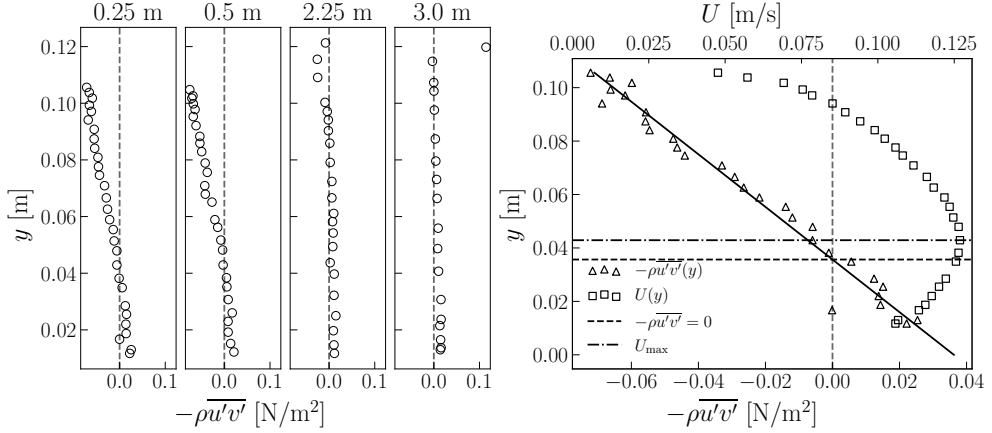 0.25 m
0.5 m
2.25 m
3.0 m
U [m/s]
0.000 0.025 0.050 0.075 0.100 0.125
y [m]
0.12
0.10
0.08
0.06
0.04
0.02
0.0 0.1
0.0 0.1
0.0 0.1
0.0 0.1
−ρu′v′ [N/m²]
y [m]
0.10
0.08
0.06
0.04
0.02
0.00
−ρu′v′(y)
U(y)
−ρu′v′ = 0
Umax
−0.06 −0.04 −0.02 0.00 0.02 0.04
−ρu′v′ [N/m²]